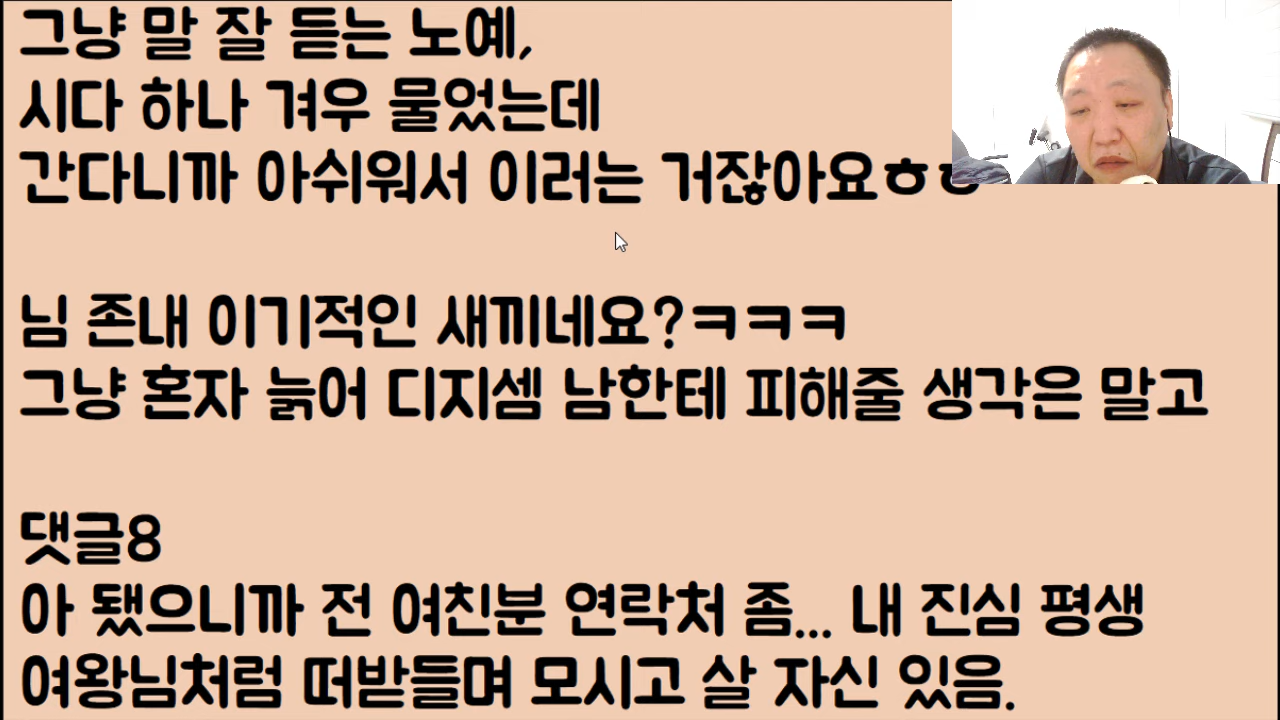 그냥 말 잘 듣는 노예,
시다 하나 겨우 물었는데
간다니까 아쉬워서 이러는 거잖아요ㅎㅎ
님 존내 이기적인 새끼네요?ㅋㅋㅋ
그냥 혼자 늙어 디지셈 남한테 피해줄 생각은 말고
댓글8
아 됐으니까 전 여친분 연락처 좀... 내 진심 평생
여왕님처럼 떠받들며 모시고 살 자신 있음.